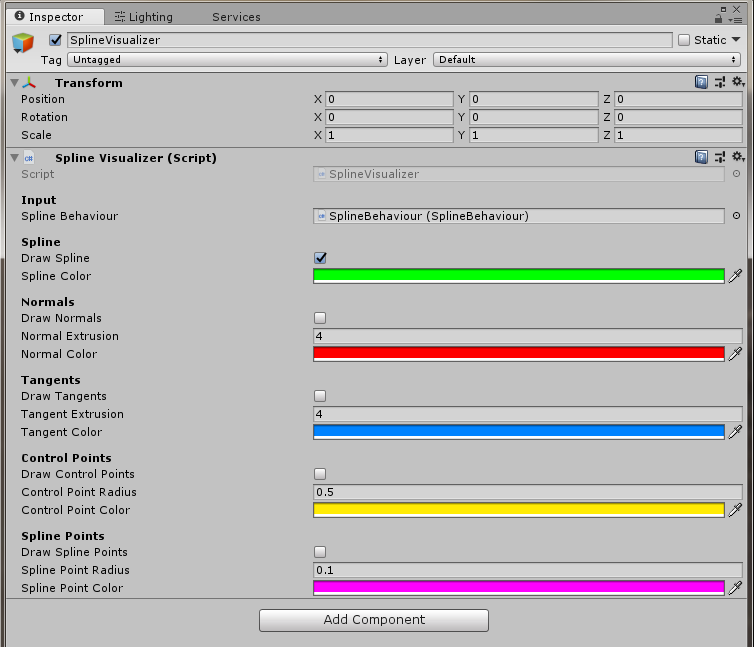 Inspector Lighting Services
SplineVisualizer Static
Tag Untagged Layer Default
Transform
Position X 0 Y 0 Z 0
Rotation X 0 Y 0 Z 0
Scale X 1 Y 1 Z 1
Spline Visualizer (Script)
Script SplineVisualizer
Input
Spline Behaviour SplineBehaviour (SplineBehaviour)
Spline
Draw Spline
Spline Color
Normals
Draw Normals
Normal Extrusion 4
Normal Color
Tangents
Draw Tangents
Tangent Extrusion 4
Tangent Color
Control Points
Draw Control Points
Control Point Radius 0.5
Control Point Color
Spline Points
Draw Spline Points
Spline Point Radius 0.1
Spline Point Color
Add Component